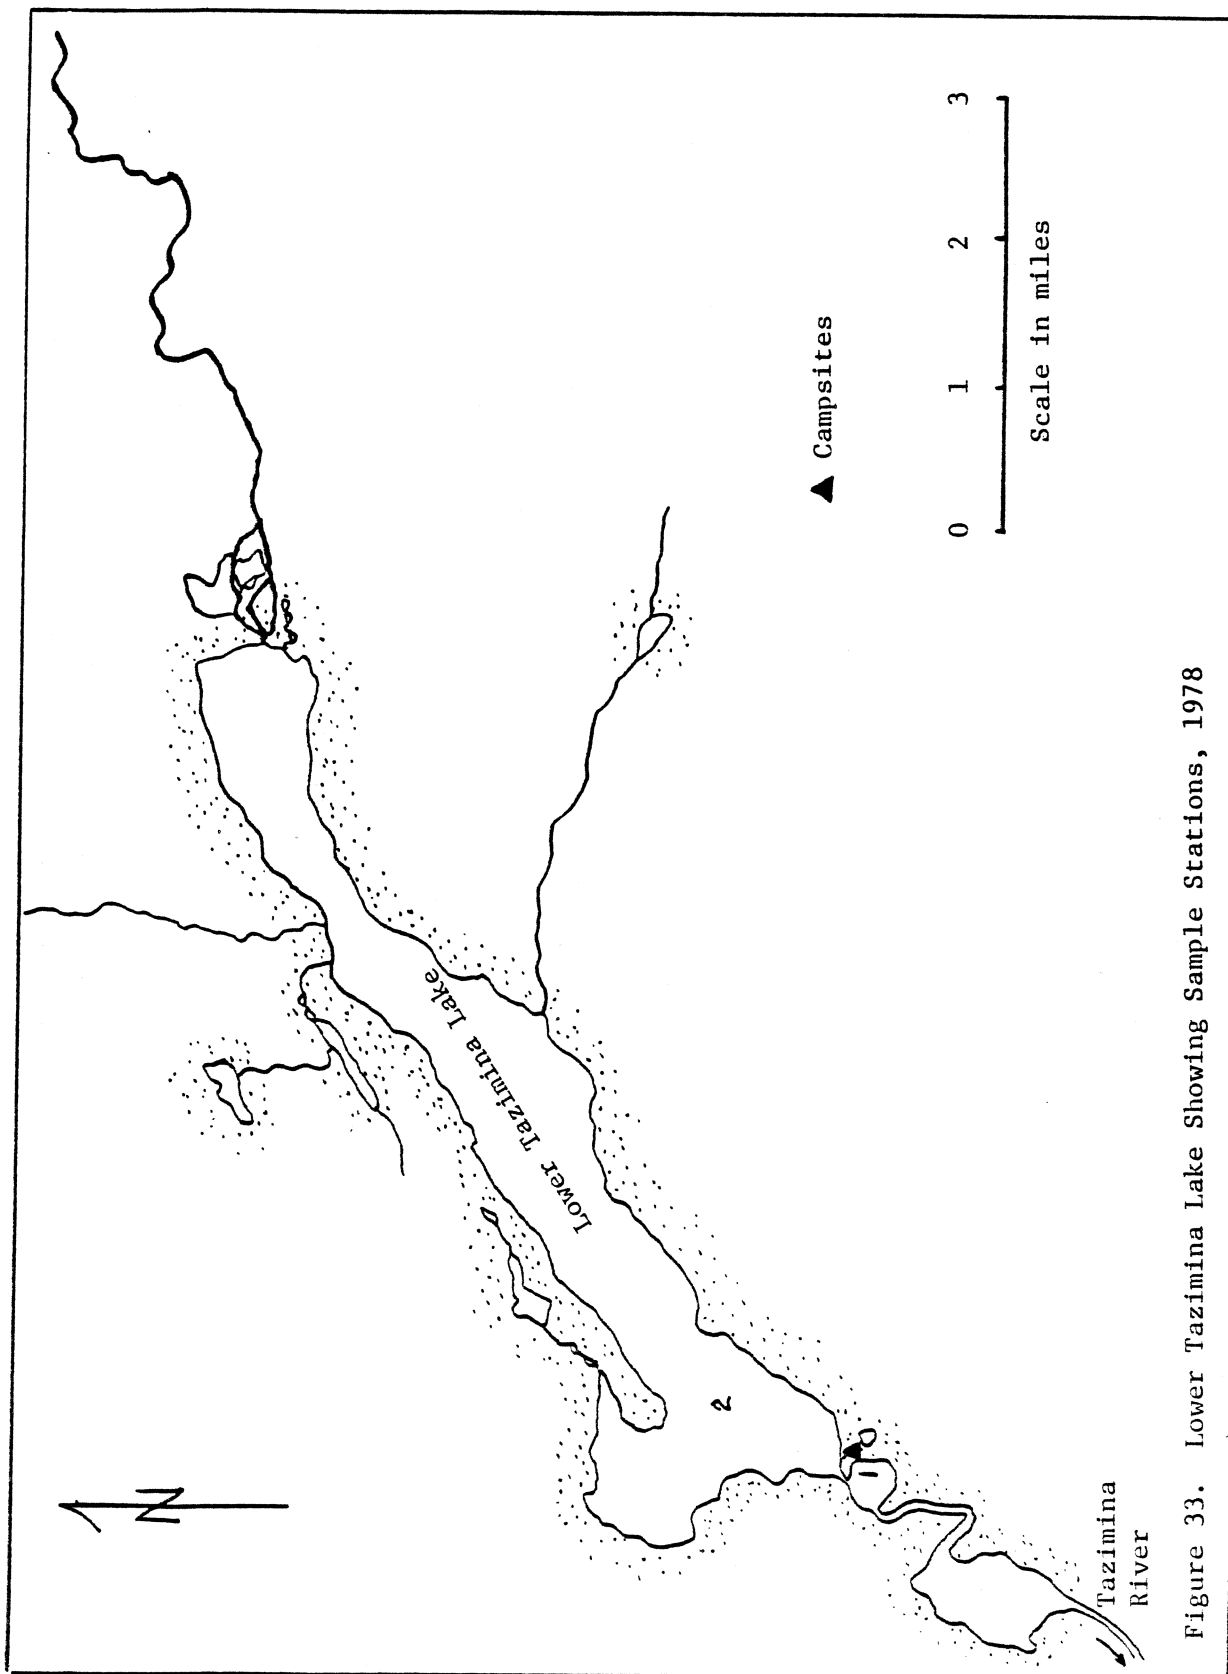 N
Lower Tazimina Lake
2
1
▲ Campsites
0 1 2 3
Scale in miles
Tazimina
River
Figure 33. Lower Tazimina Lake Showing Sample Stations, 1978